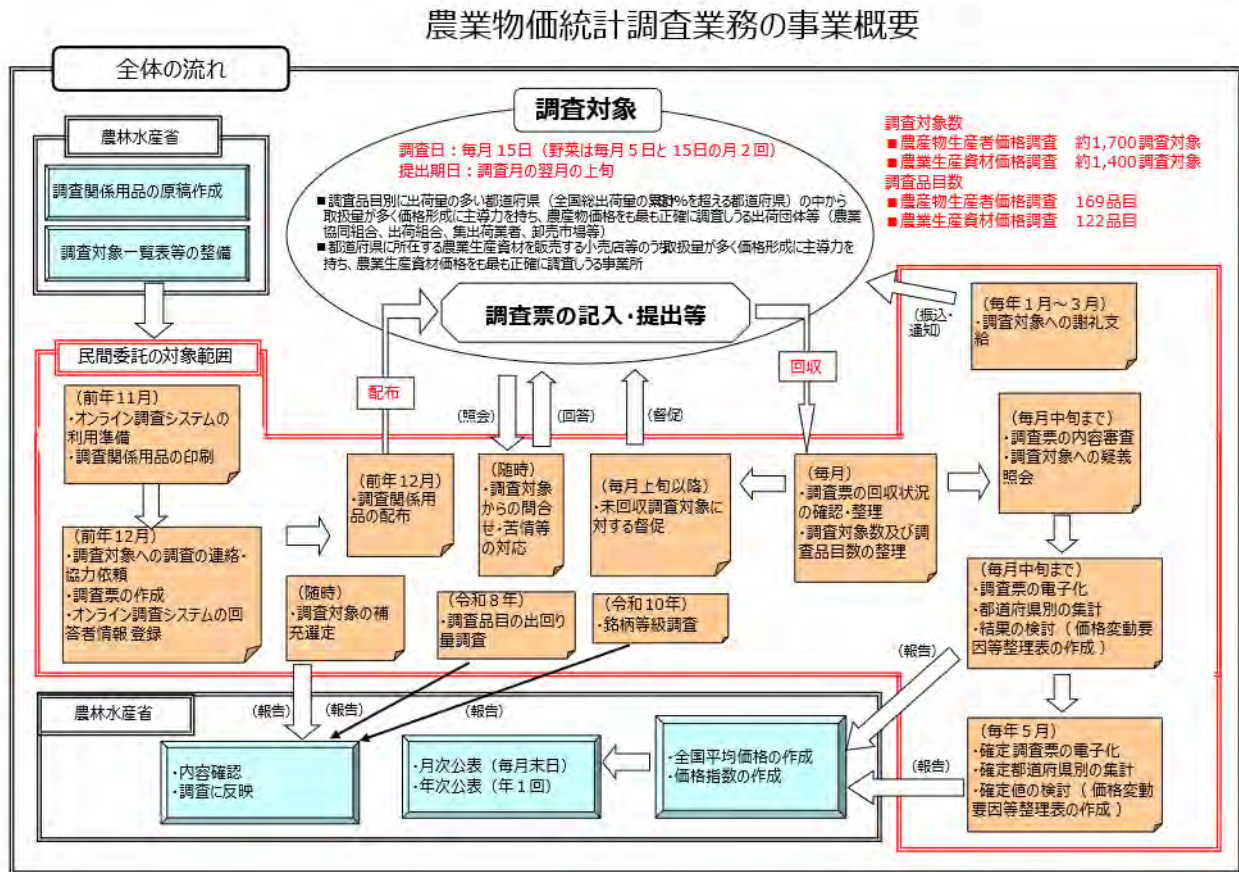 農業物価統計調査業務の事業概要
全体の流れ
農林水産省
調査関係用品の原稿作成
調査対象一覧表等の整備
調査対象
調査日：毎月15日（野菜は毎月５日と15日の月２回）
提出期日：調査月の翌月の上旬
■調査品目別に出荷量の多い都道府県（全国総出荷量の累計%を超える都道府県）の中から
取扱量が多く価格形成に主導力を持ち、農産物価格をも最も正確に調査しうる出荷団体等（農業
協同組合、出荷組合、集出荷業者、卸売市場等）
■都道府県に所在する農業生産資材を販売する小売店等のうち取扱量が多く価格形成に主導力を
持ち、農業生産資材価格をも最も正確に調査しうる事業所
調査票の記入・提出等
調査対象数
■農産物生産者価格調査　約1,700調査対象
■農業生産資材価格調査　約1,400調査対象
調査品目数
■農産物生産者価格調査　169品目
■農業生産資材価格調査　122品目
（振込・
通知）
（毎年１月～３月）
・調査対象への謝礼支
給
民間委託の対象範囲
配布
回収
（照会）
（回答）
（督促）
（前年11月）
・オンライン調査システムの
利用準備
・調査関係用品の印刷
（前年12月）
・調査対象への調査の連絡・
協力依頼
・調査票の作成
・オンライン調査システムの回
答者情報 登録
（前年12月）
・調査関係用
品の配布
（随時）
・調査対象
からの問合
せ・苦情等
の対応
（毎月上旬以降）
・未回収調査対象に
対する督促
（毎月）
・調査票の回収状況
の確認・整理
・調査対象数及び調
査品目数の整理
（毎月中旬まで）
・調査票の内容審査
・調査対象への疑義
照会
（随時）
・調査対象の補
充選定
（令和８年）
・調査品目の出回り
量調査
（令和10年）
・銘柄等級調査
（毎月中旬まで）
・調査票の電子化
・都道府県別の集計
・結果の検討（ 価格変動要
因等整理表の作成 ）
（毎年５月）
・確定調査票の電子化
・確定都道府県別の集計
・確定値の検討（ 価格変動
要因等整理表の作成 ）
農林水産省
（報告）
（報告）
（報告）
（報告）
（報告）
・内容確認
・調査に反映
・月次公表（毎月末日）
・年次公表（年１回）
・全国平均価格の作成
・価格指数の作成